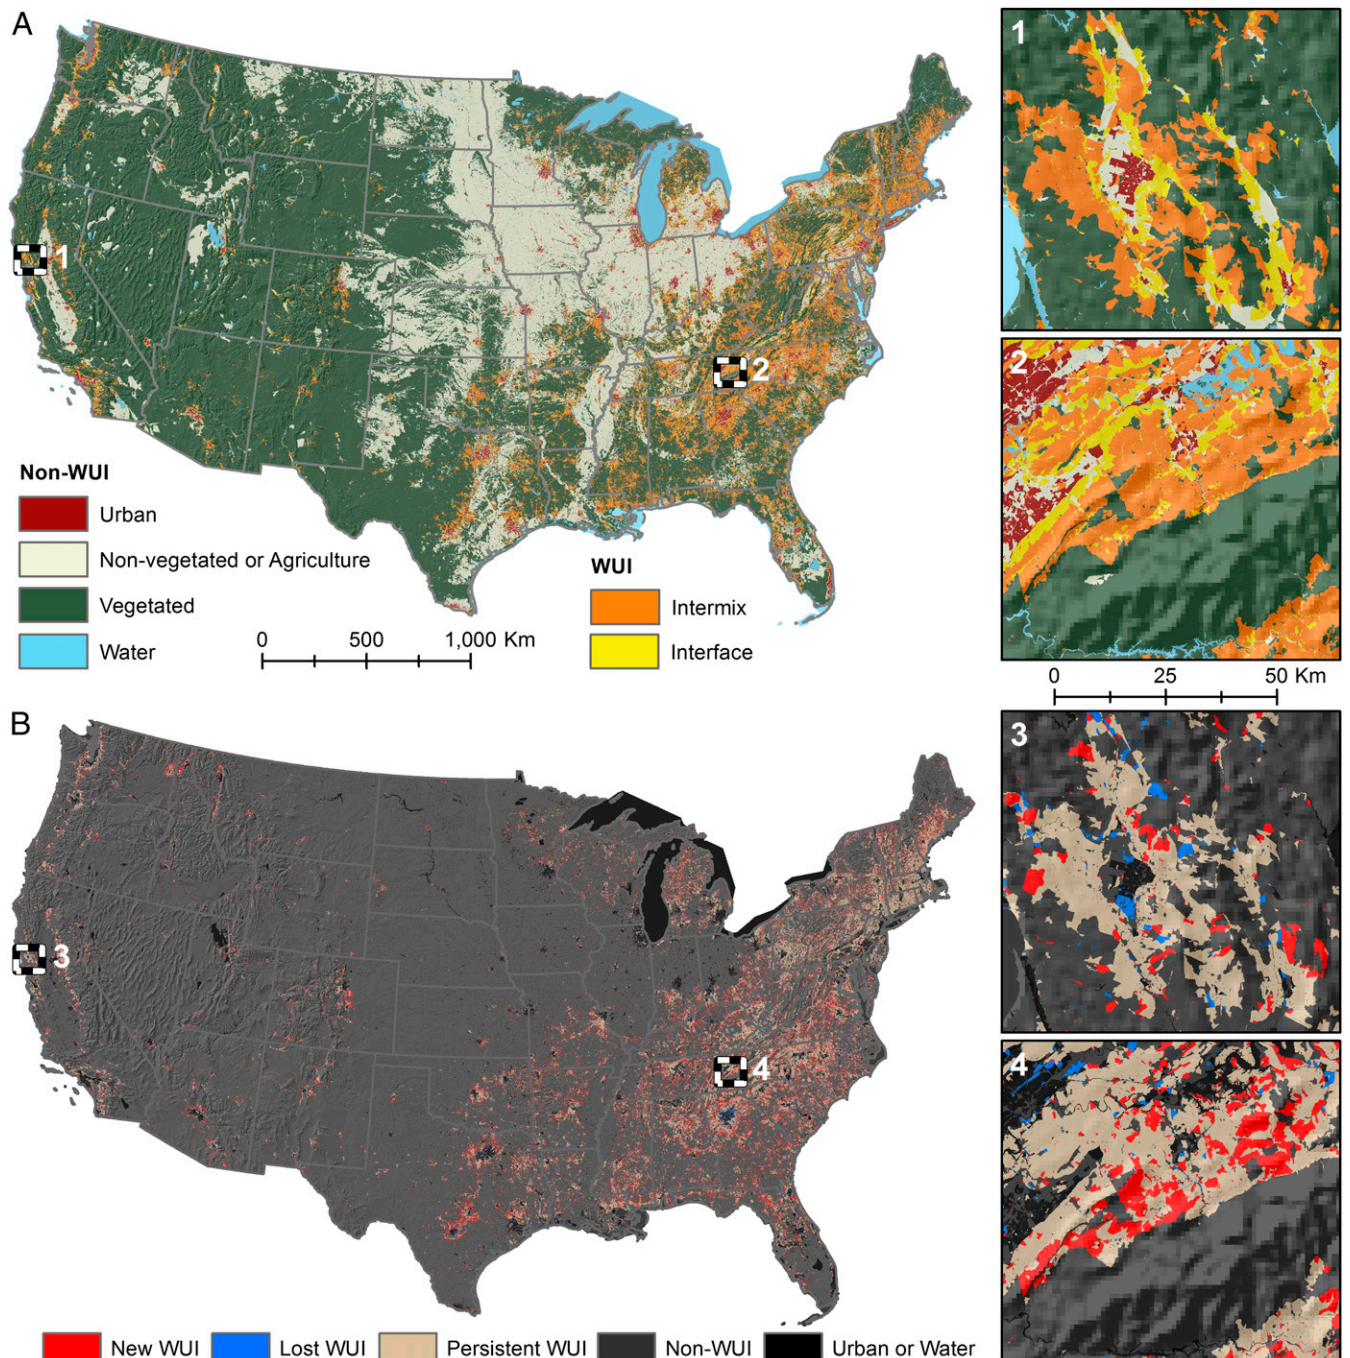 A
1
2
Non-WUI
Urban
Non-vegetated or Agriculture
Vegetated
Water
0 500 1,000 Km
WUI
Intermix
Interface
1
2
0 25 50 Km
B
3
4
3
4
New WUI Lost WUI Persistent WUI Non-WUI Urban or Water